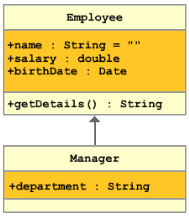 Employee
+name : String = ""
+salary : double
+birthDate : Date
+getDetails() : String
Manager
+department : String